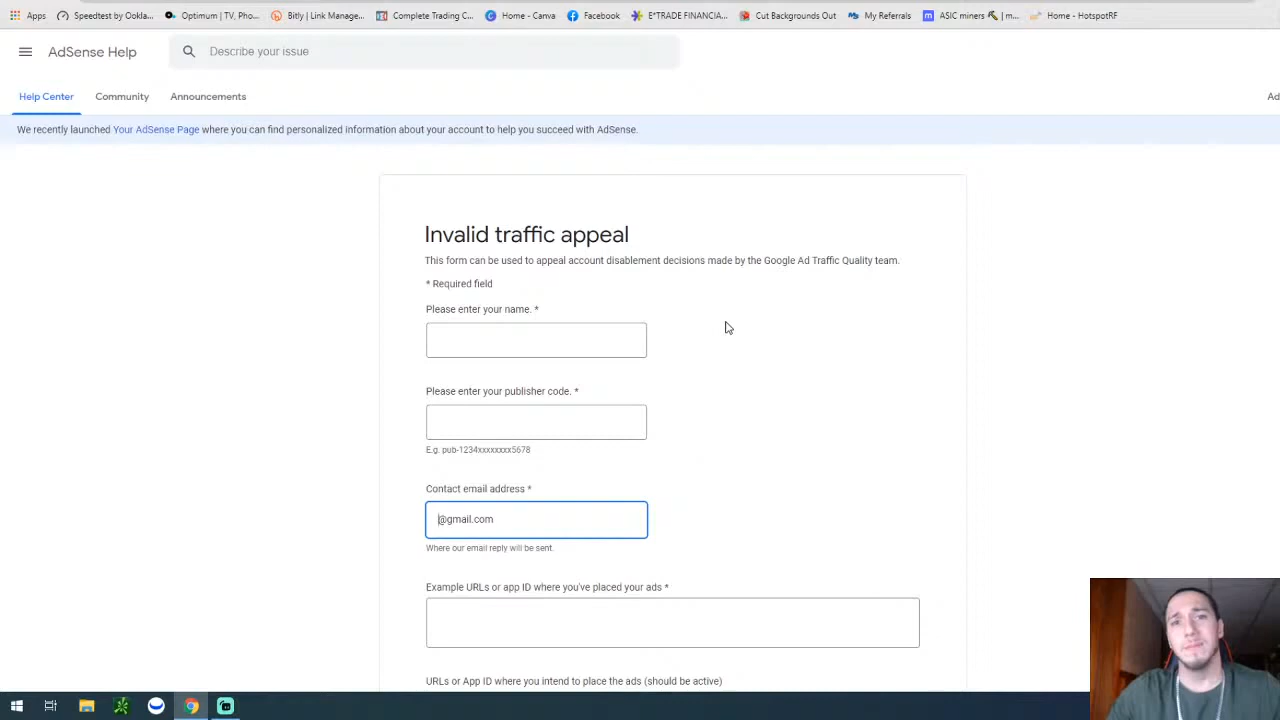 Apps Speedtest by Ookla... Optimum | TV, Pho... Bitly | Link Manage... Complete Trading C... Home - Canva Facebook E*TRADE FINANCIA... Cut Backgrounds Out My Referrals ASIC miners ⛏ | m... Home - HotspotRF
AdSense Help Describe your issue
Help Center Community Announcements Ad
We recently launched Your AdSense Page where you can find personalized information about your account to help you succeed with AdSense.
Invalid traffic appeal
This form can be used to appeal account disablement decisions made by the Google Ad Traffic Quality team.
* Required field
Please enter your name. *
Please enter your publisher code. *
E.g. pub-1234xxxxxxxx5678
Contact email address *
@gmail.com
Where our email reply will be sent.
Example URLs or app ID where you've placed your ads *
URLs or App ID where you intend to place the ads (should be active)